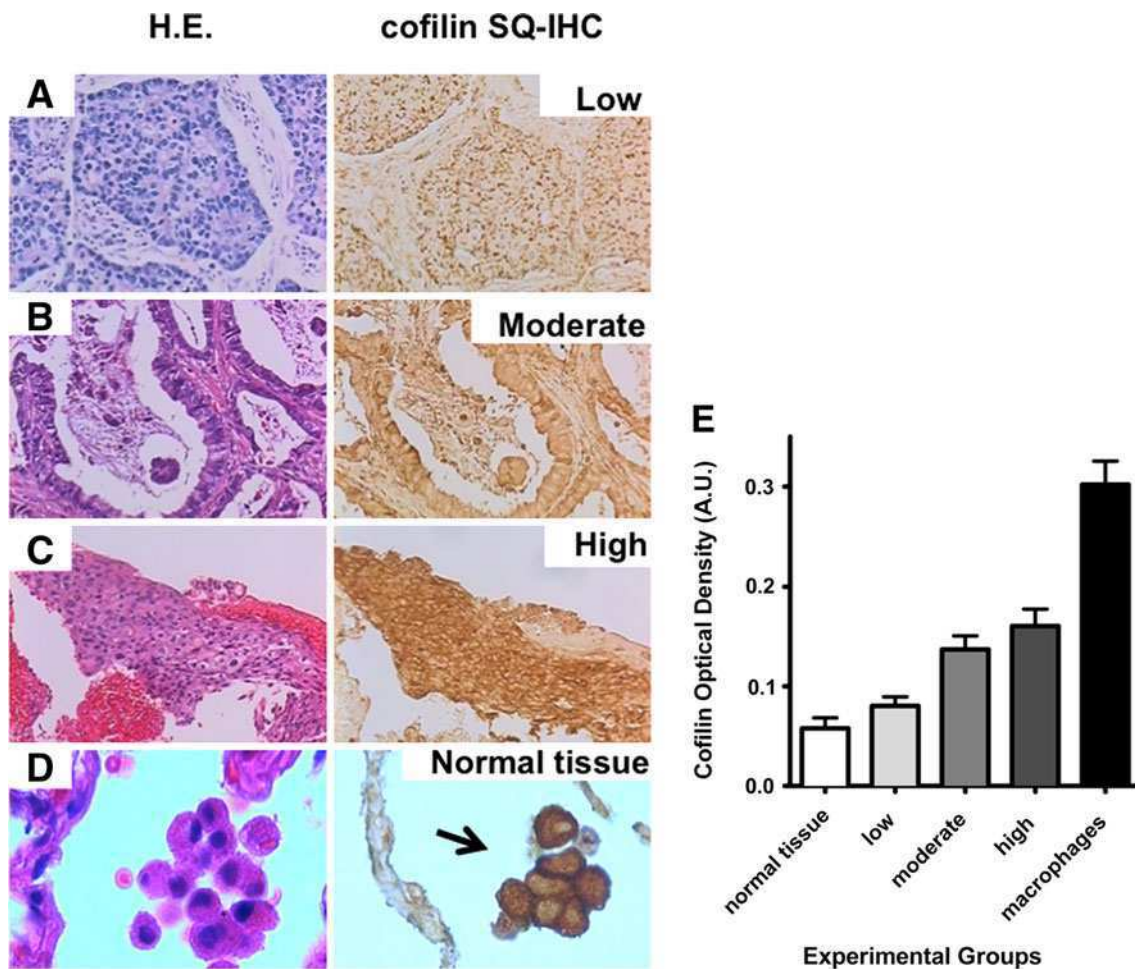 H.E.
cofilin SQ-IHC
A
Low
B
Moderate
C
High
D
Normal tissue
E
Cofilin Optical Density (A.U.)
0.3
0.2
0.1
0.0
normal tissue
low
moderate
high
macrophages
Experimental Groups